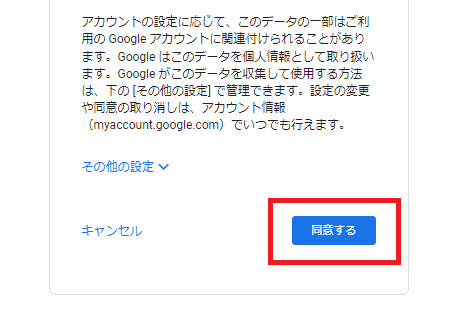 アカウントの設定に応じて、このデータの一部はご利
用の Google アカウントに関連付けられることがあり
ます。Google はこのデータを個人情報として取り扱い
ます。Google がこのデータを収集して使用する方法
は、下の [その他の設定] で管理できます。設定の変更
や同意の取り消しは、アカウント情報
（myaccount.google.com）でいつでも行えます。
その他の設定
キャンセル
同意する